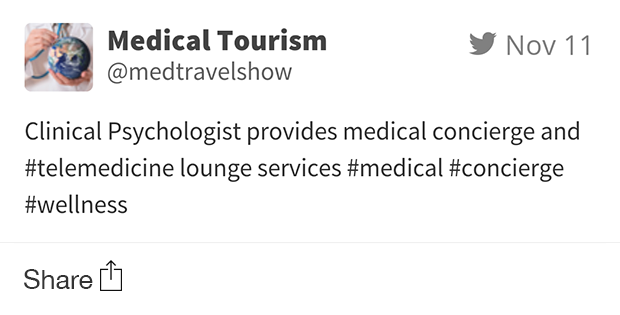 Medical Tourism
Nov 11
@medtravelshow
Clinical Psychologist provides medical concierge and
#telemedicine lounge services #medical #concierge
#wellness
Share